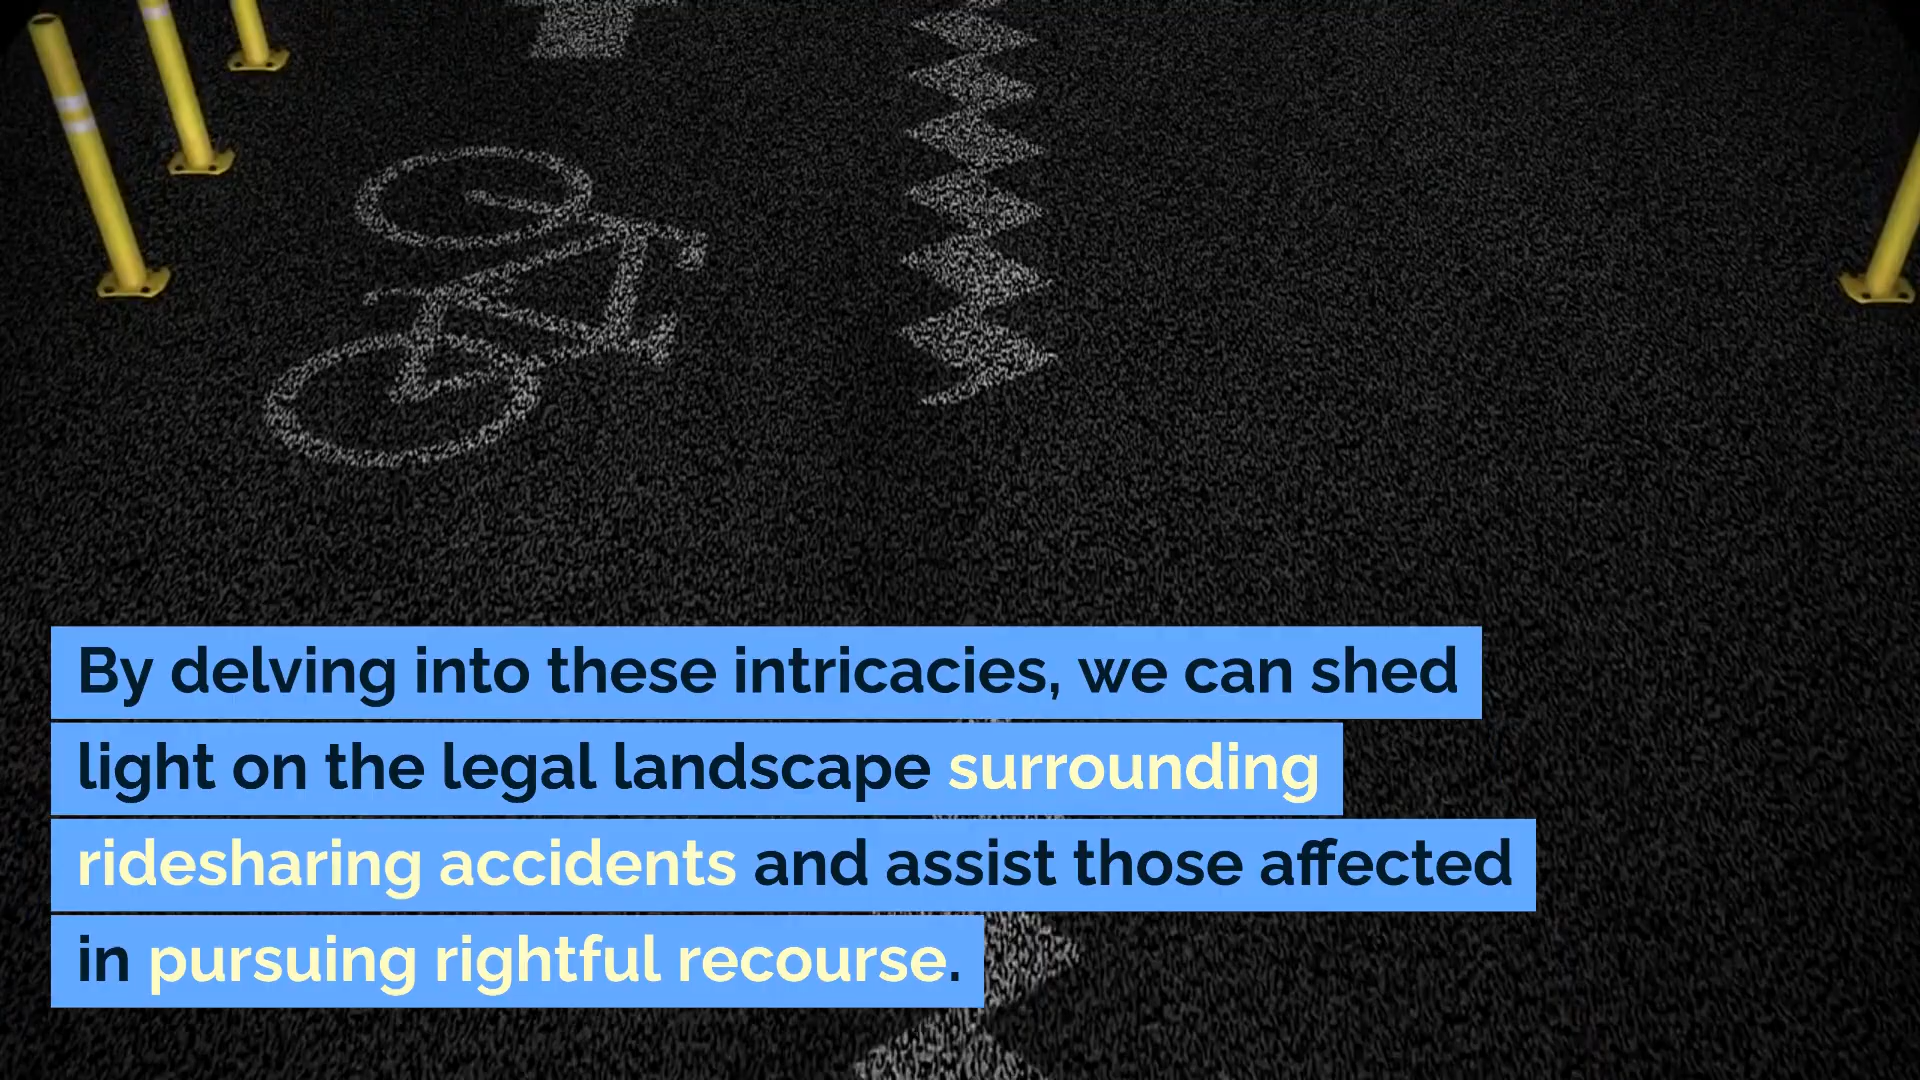 By delving into these intricacies, we can shed
light on the legal landscape surrounding
ridesharing accidents and assist those affected
in pursuing rightful recourse.